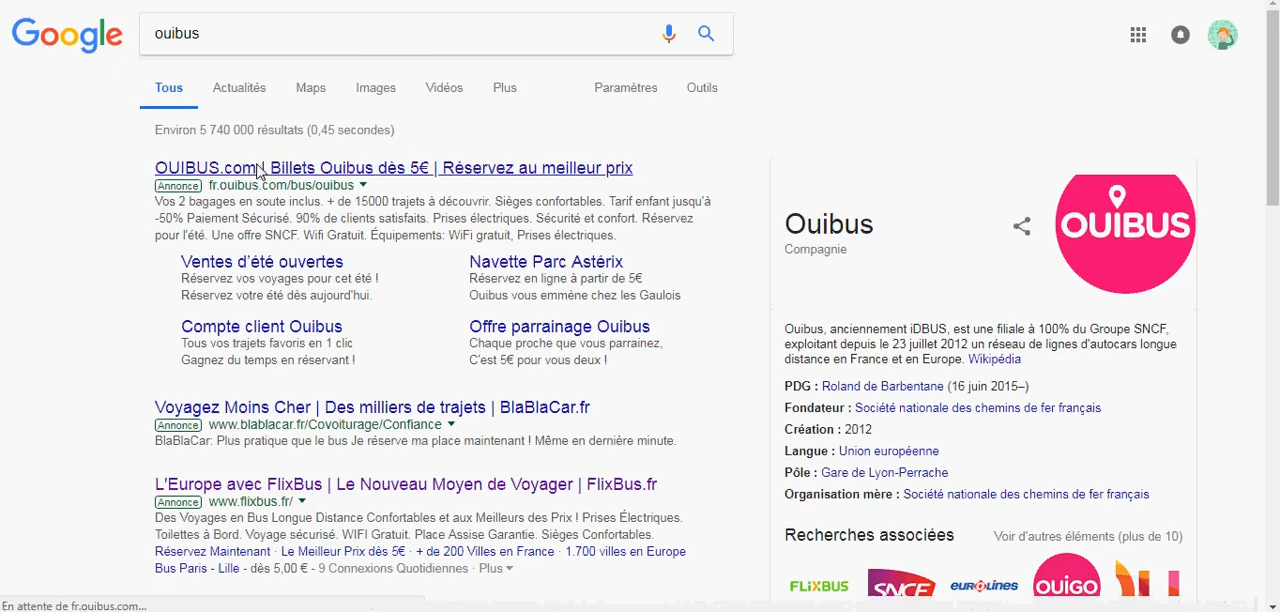 Google
ouibus
Tous Actualités Maps Images Vidéos Plus Paramètres Outils
Environ 5 740 000 résultats (0,45 secondes)
OUIBUS.com | Billets Ouibus dès 5€ | Réservez au meilleur prix
Annonce fr.ouibus.com/bus/ouibus
Vos 2 bagages en soute inclus. + de 15000 trajets à découvrir. Sièges confortables. Tarif enfant jusqu'à
-50% Paiement Sécurisé. 90% de clients satisfaits. Prises électriques. Sécurité et confort. Réservez
pour l'été. Une offre SNCF. Wifi Gratuit. Équipements: WiFi gratuit, Prises électriques.
Ventes d'été ouvertes
Réservez vos voyages pour cet été !
Réservez votre été dès aujourd'hui.
Navette Parc Astérix
Réservez en ligne à partir de 5€
Ouibus vous emmène chez les Gaulois
Compte client Ouibus
Tous vos trajets favoris en 1 clic
Gagnez du temps en réservant !
Offre parrainage Ouibus
Chaque proche que vous parrainez,
C'est 5€ pour vous deux !
Voyagez Moins Cher | Des milliers de trajets | BlaBlaCar.fr
Annonce www.blablacar.fr/Covoiturage/Confiance
BlaBlaCar: Plus pratique que le bus Je réserve ma place maintenant ! Même en dernière minute.
L'Europe avec FlixBus | Le Nouveau Moyen de Voyager | FlixBus.fr
Annonce www.flixbus.fr/
Des Voyages en Bus Longue Distance Confortables et aux Meilleurs des Prix ! Prises Électriques.
Toilettes à Bord. Voyage sécurisé. WIFI Gratuit. Place Assise Garantie. Sièges Confortables.
Réservez Maintenant · Le Meilleur Prix dès 5€ · + de 200 Villes en France · 1.700 villes en Europe
Bus Paris - Lille - dès 5,00 € - 9 Connexions Quotidiennes · Plus
En attente de fr.ouibus.com...
Ouibus
Compagnie
OUIBUS
Ouibus, anciennement iDBUS, est une filiale à 100% du Groupe SNCF,
exploitant depuis le 23 juillet 2012 un réseau de lignes d'autocars longue
distance en France et en Europe. Wikipédia
PDG : Roland de Barbentane (16 juin 2015–)
Fondateur : Société nationale des chemins de fer français
Création : 2012
Langue : Union européenne
Pôle : Gare de Lyon-Perrache
Organisation mère : Société nationale des chemins de fer français
Recherches associées Voir d'autres éléments (plus de 10)
FLiXBUS SNCF euroLines OUIGO